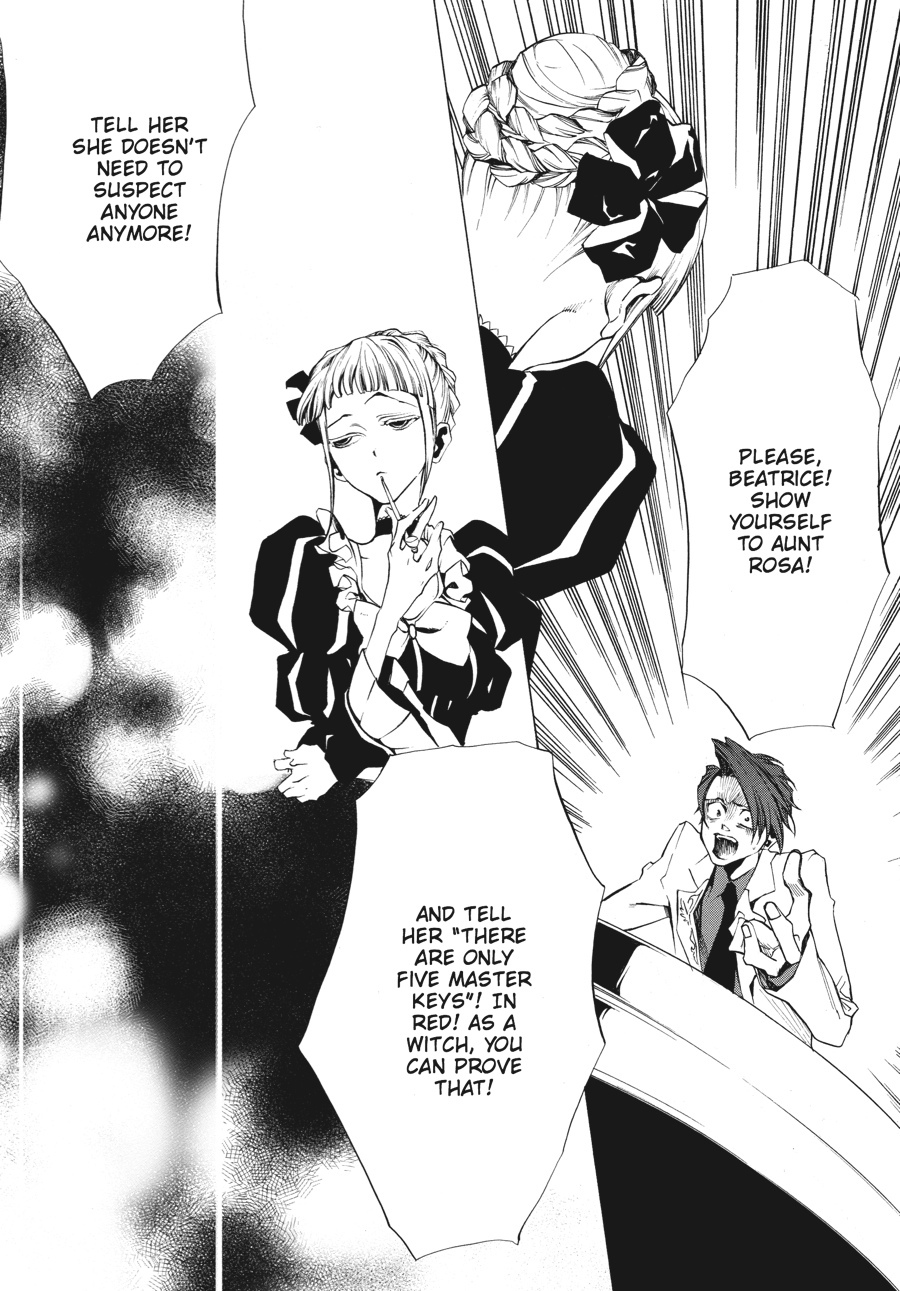 PLEASE,
BEATRICE!
SHOW
YOURSELF
TO AUNT
ROSA!
AND TELL
HER "THERE
ARE ONLY
FIVE MASTER
KEYS"! IN
RED! AS A
WITCH, YOU
CAN PROVE
THAT!
TELL HER
SHE DOESN'T
NEED TO
SUSPECT
ANYONE
ANYMORE!